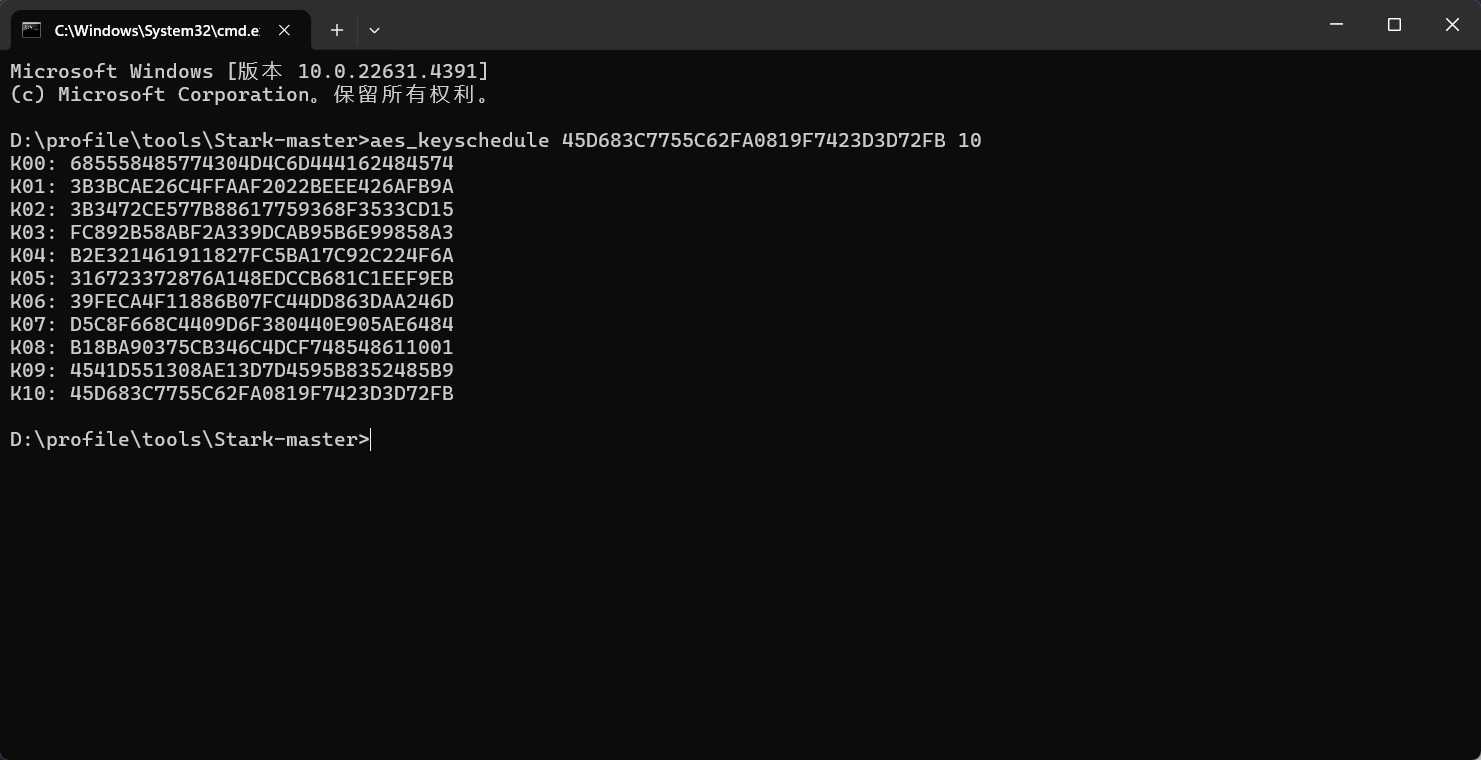 C:\Windows\System32\cmd.e
Microsoft Windows [版本 10.0.22631.4391]
(c) Microsoft Corporation。保留所有权利。
D:\profile\tools\Stark-master>aes_keyschedule 45D683C7755C62FA0819F7423D3D72FB 10
K00: 685558485774304D4C6D444162484574
K01: 3B3BCAE26C4FFAAF2022BEEE426AFB9A
K02: 3B3472CE577B88617759368F3533CD15
K03: FC892B58ABF2A339DCAB95B6E99858A3
K04: B2E321461911827FC5BA17C92C224F6A
K05: 316723372876A148EDCCB681C1EEF9EB
K06: 39FECA4F11886B07FC44DD863DAA246D
K07: D5C8F668C4409D6F380440E905AE6484
K08: B18BA90375CB346C4DCF748548611001
K09: 4541D551308AE13D7D4595B8352485B9
K10: 45D683C7755C62FA0819F7423D3D72FB
D:\profile\tools\Stark-master>